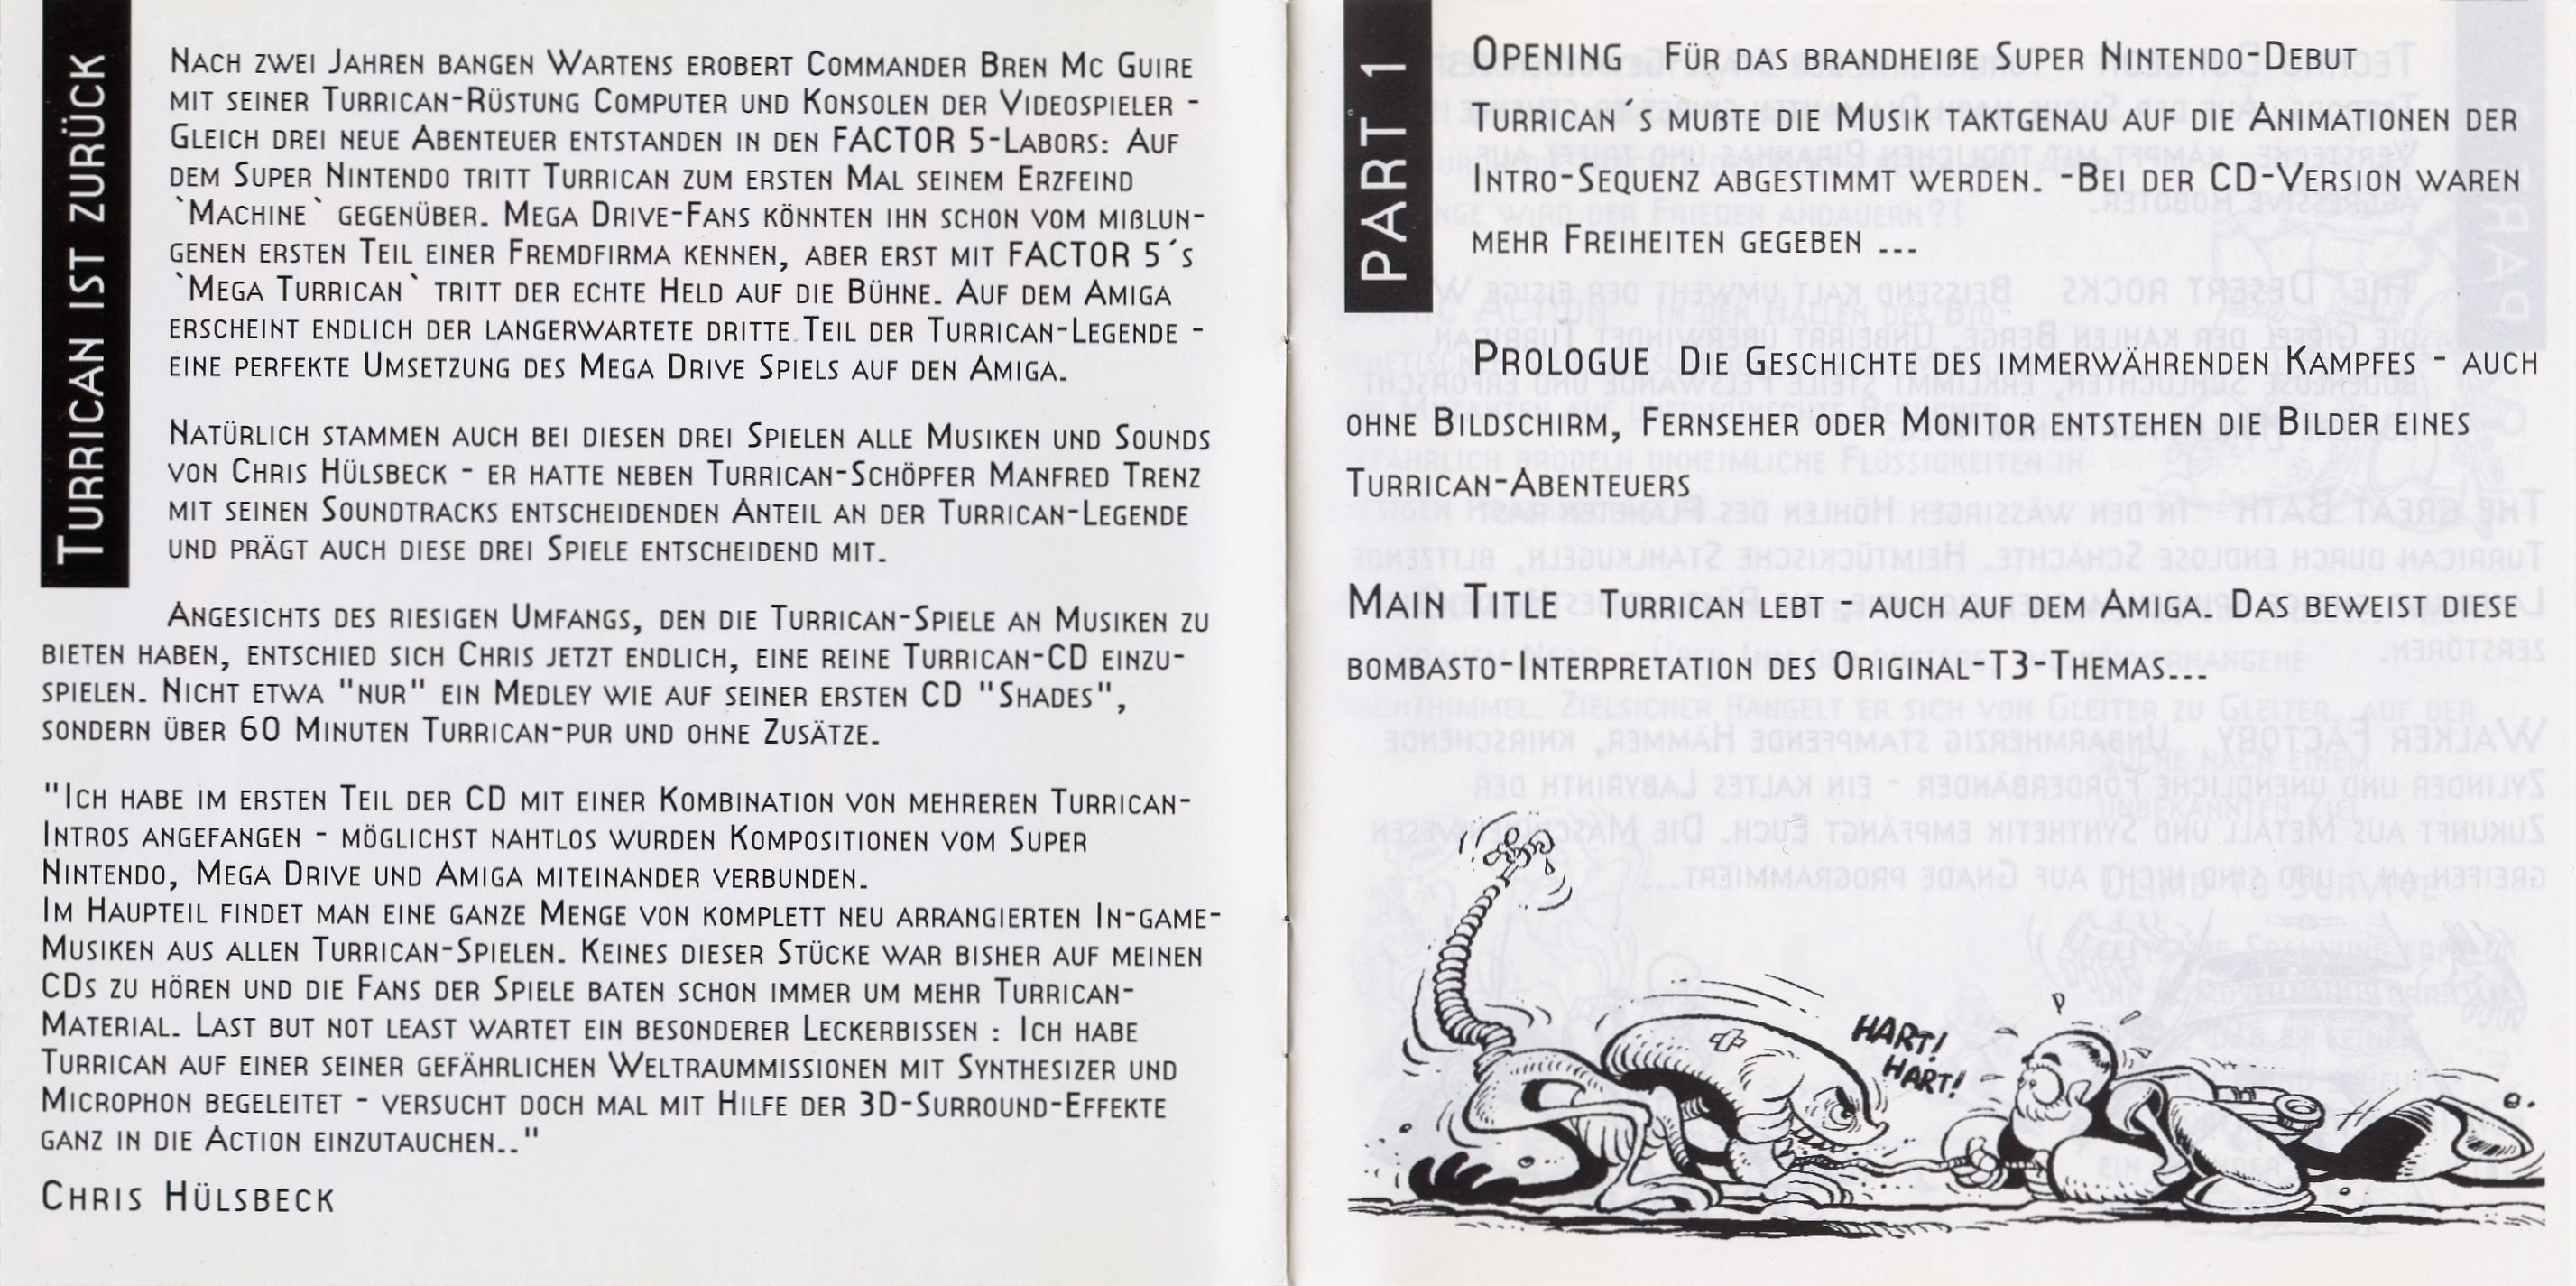 Turrican ist zurück
Nach zwei Jahren bangen Wartens erobert Commander Bren Mc Guire
mit seiner Turrican-Rüstung Computer und Konsolen der Videospieler -
Gleich drei neue Abenteuer entstanden in den FACTOR 5-Labors: Auf
dem Super Nintendo tritt Turrican zum ersten Mal seinem Erzfeind
`Machine` gegenüber. Mega Drive-Fans könnten ihn schon vom mißlun-
genen ersten Teil einer Fremdfirma kennen, aber erst mit FACTOR 5´s
`Mega Turrican` tritt der echte Held auf die Bühne. Auf dem Amiga
erscheint endlich der langerwartete dritte Teil der Turrican-Legende -
eine perfekte Umsetzung des Mega Drive Spiels auf den Amiga.
Natürlich stammen auch bei diesen drei Spielen alle Musiken und Sounds
von Chris Hülsbeck - er hatte neben Turrican-Schöpfer Manfred Trenz
mit seinen Soundtracks entscheidenden Anteil an der Turrican-Legende
und prägt auch diese drei Spiele entscheidend mit.
Angesichts des riesigen Umfangs, den die Turrican-Spiele an Musiken zu
bieten haben, entschied sich Chris jetzt endlich, eine reine Turrican-CD einzu-
spielen. Nicht etwa "nur" ein Medley wie auf seiner ersten CD "Shades",
sondern über 60 Minuten Turrican-pur und ohne Zusätze.
"Ich habe im ersten Teil der CD mit einer Kombination von mehreren Turrican-
Intros angefangen - möglichst nahtlos wurden Kompositionen vom Super
Nintendo, Mega Drive und Amiga miteinander verbunden.
Im Haupteil findet man eine ganze Menge von komplett neu arrangierten In-game-
Musiken aus allen Turrican-Spielen. Keines dieser Stücke war bisher auf meinen
CDs zu hören und die Fans der Spiele baten schon immer um mehr Turrican-
Material. Last but not least wartet ein besonderer Leckerbissen : Ich habe
Turrican auf einer seiner gefährlichen Weltraummissionen mit Synthesizer und
Microphon begeleitet - versucht doch mal mit Hilfe der 3D-Surround-Effekte
ganz in die Action einzutauchen.."
Chris Hülsbeck
PART 1
Opening Für das brandheiße Super Nintendo-Debut
Turrican´s mußte die Musik taktgenau auf die Animationen der
Intro-Sequenz abgestimmt werden. -Bei der CD-Version waren
mehr Freiheiten gegeben ...
Prologue Die Geschichte des immerwährenden Kampfes - auch
ohne Bildschirm, Fernseher oder Monitor entstehen die Bilder eines
Turrican-Abenteuers
Main Title Turrican lebt - auch auf dem Amiga. Das beweist diese
bombasto-Interpretation des Original-T3-Themas...
HART!
HART!